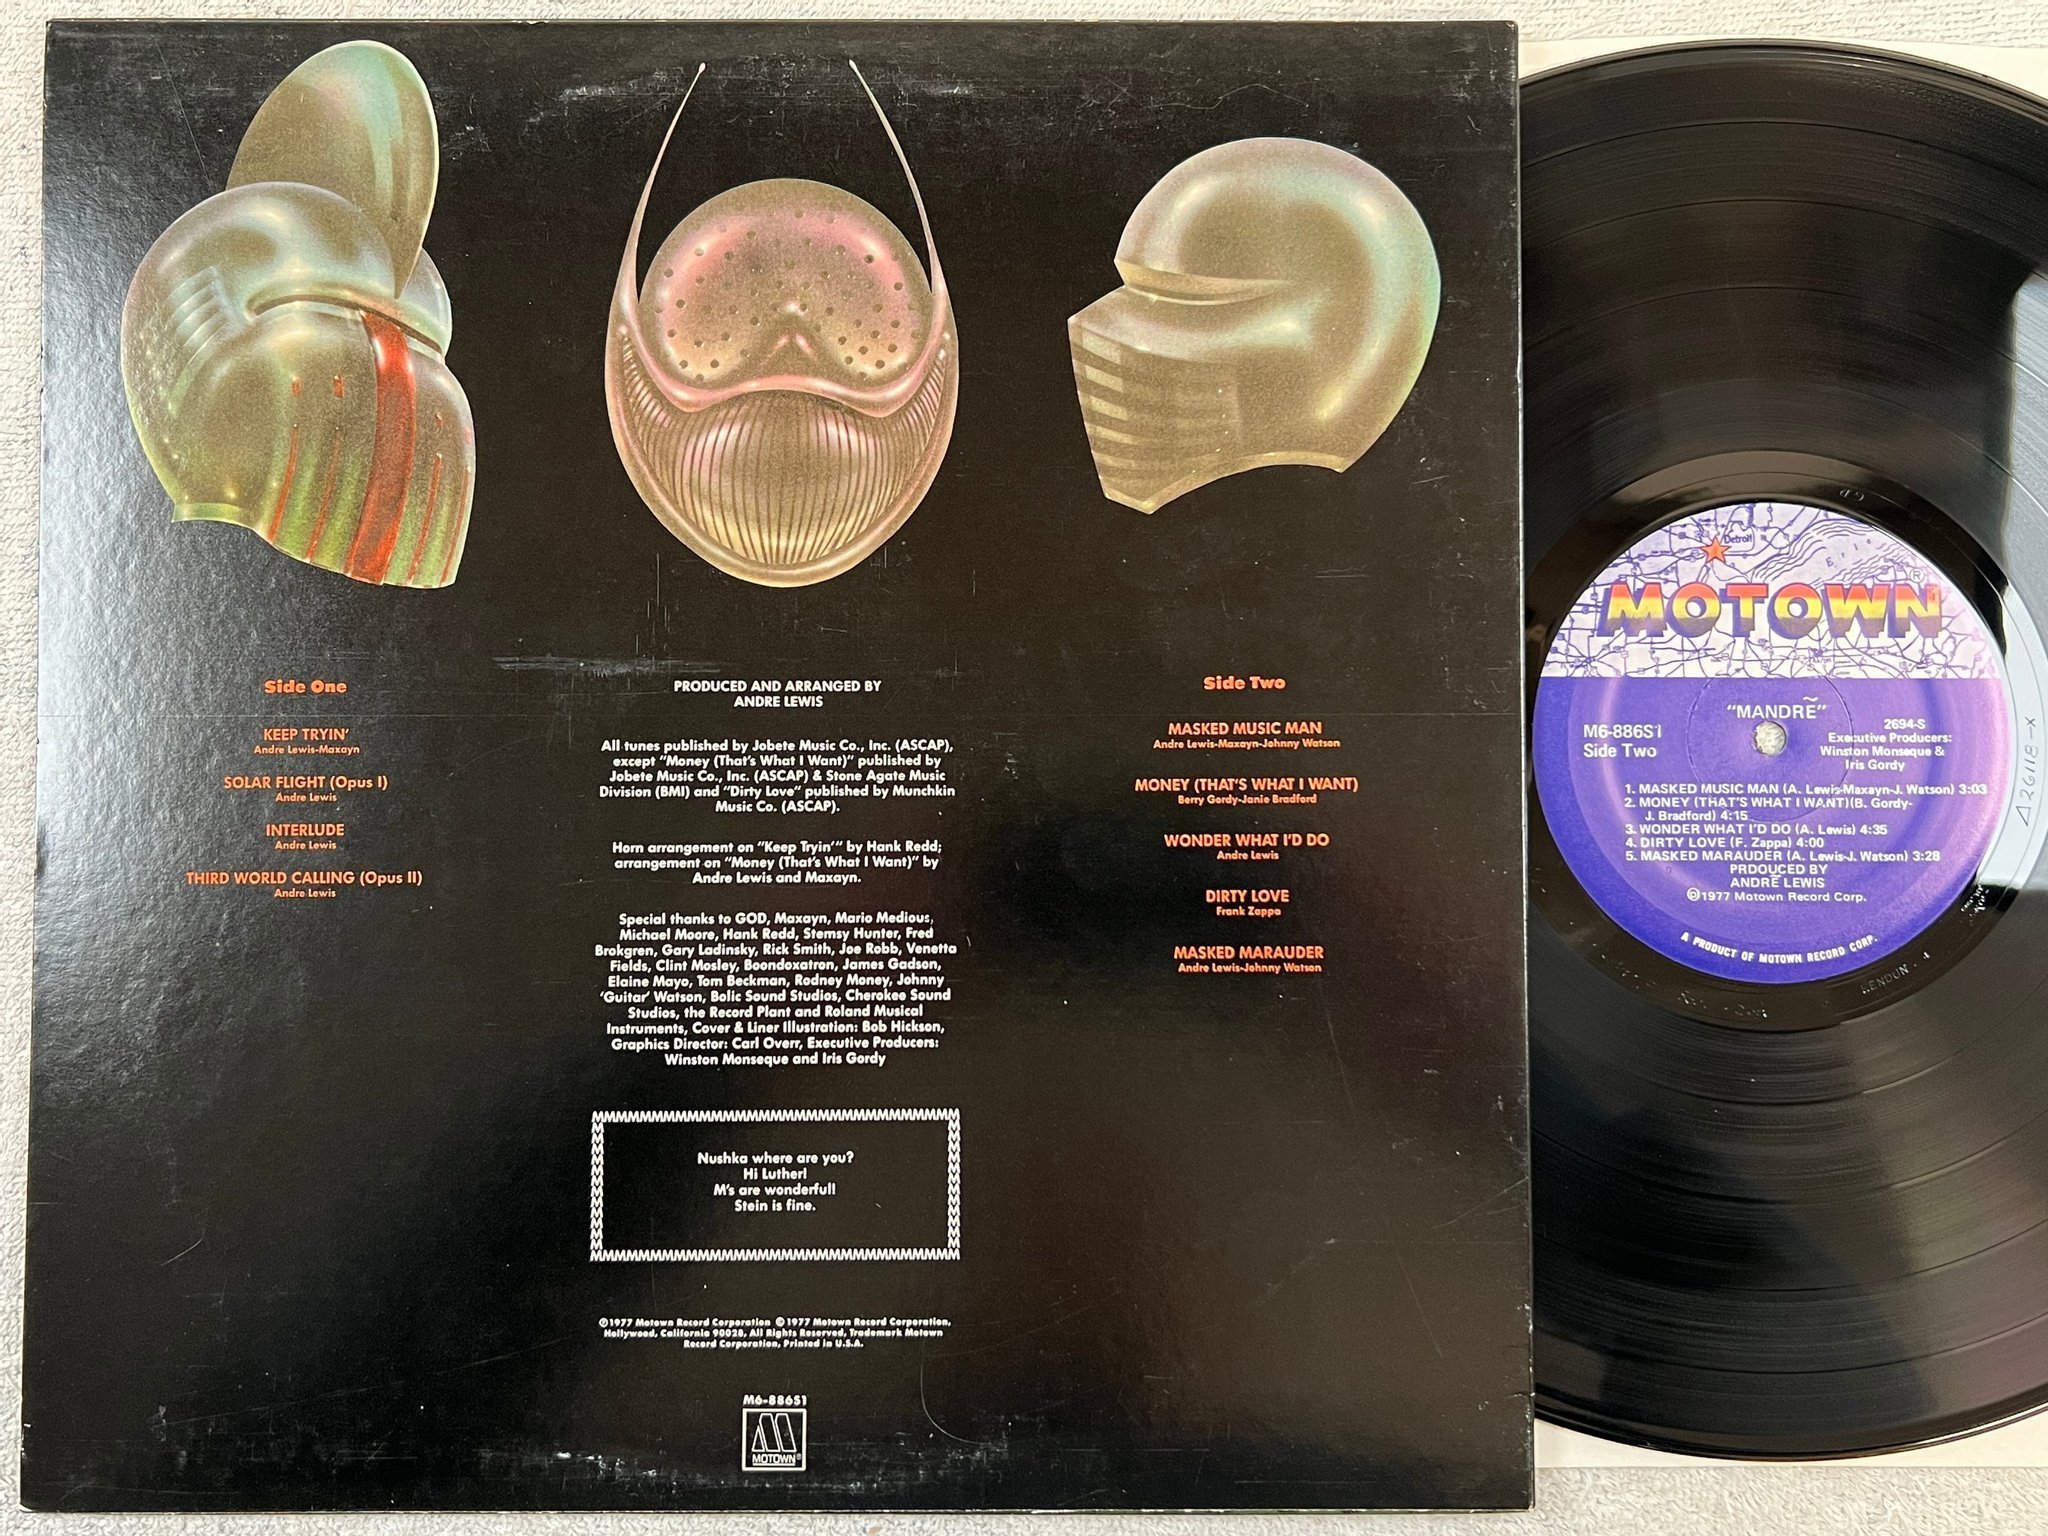 Side One
KEEP TRYIN'
Andre Lewis-Maxayn
SOLAR FLIGHT (Opus I)
Andre Lewis
INTERLUDE
Andre Lewis
THIRD WORLD CALLING (Opus II)
Andre Lewis
PRODUCED AND ARRANGED BY
ANDRE LEWIS
All tunes published by Jobete Music Co., Inc. (ASCAP),
except "Money (That's What I Want)" published by
Jobete Music Co., Inc. (ASCAP) & Stone Agate Music
Division (BMI) and "Dirty Love" published by Munchkin
Music Co. (ASCAP).
Horn arrangement on "Keep Tryin'" by Hank Redd;
arrangement on "Money (That's What I Want)" by
Andre Lewis and Maxayn.
Special thanks to GOD, Maxayn, Mario Medious,
Michael Moore, Hank Redd, Stemsy Hunter, Fred
Brokgren, Gary Ladinsky, Rick Smith, Joe Robb, Venetta
Fields, Clint Mosley, Boondoxatron, James Gadson,
Elaine Mayo, Tom Beckman, Rodney Money, Johnny
'Guitar' Watson, Bolic Sound Studios, Cherokee Sound
Studios, the Record Plant and Roland Musical
Instruments, Cover & Liner Illustration: Bob Hickson,
Graphics Director: Carl Overr, Executive Producers:
Winston Monseque and Iris Gordy
Nushka where are you?
Hi Luther!
M's are wonderful!
Stein is fine.
℗1977 Motown Record Corporation ©1977 Motown Record Corporation,
Hollywood, California 90028, All Rights Reserved, Trademark Motown
Record Corporation, Printed in U.S.A.
M6-886S1
MOTOWN®
Side Two
MASKED MUSIC MAN
Andre Lewis-Maxayn-Johnny Watson
MONEY (THAT'S WHAT I WANT)
Berry Gordy-Janie Bradford
WONDER WHAT I'D DO
Andre Lewis
DIRTY LOVE
Frank Zappa
MASKED MARAUDER
Andre Lewis-Johnny Watson
Detroit
Erie
MOTOWN®
"MANDRẼ"
M6-886S1
Side Two
2694-S
Executive Producers:
Winston Monseque &
Iris Gordy
1. MASKED MUSIC MAN (A. Lewis-Maxayn-J. Watson) 3:03
2. MONEY (THAT'S WHAT I WANT)(B. Gordy-
J. Bradford) 4:15
3. WONDER WHAT I'D DO (A. Lewis) 4:35
4. DIRTY LOVE (F. Zappa) 4:00
5. MASKED MARAUDER (A. Lewis-J. Watson) 3:28
PRDOUCED BY
ANDRẼ LEWIS
℗1977 Motown Record Corp.
A PRODUCT OF MOTOWN RECORD CORP.